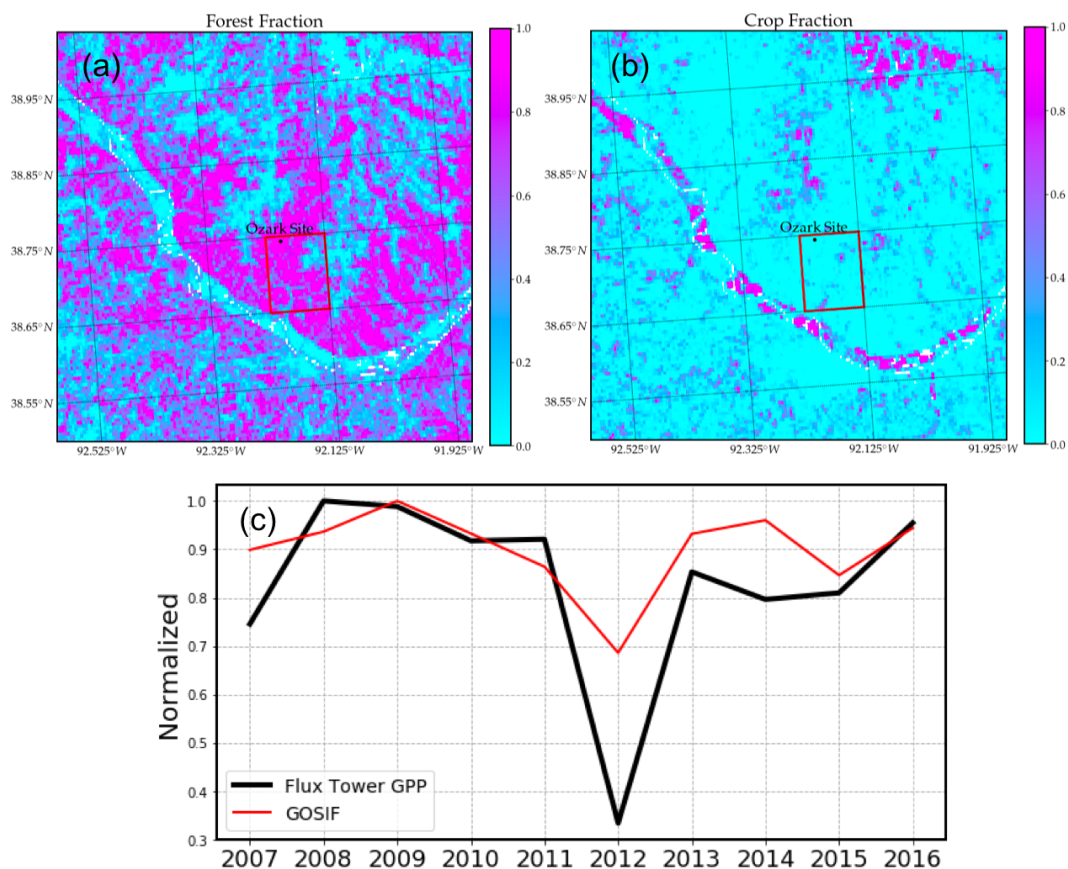 Forest Fraction
(a)
Ozark Site
38.95°N
38.85°N
38.75°N
38.65°N
38.55°N
92.525°W
92.325°W
92.125°W
91.925°W
1.0
0.8
0.6
0.4
0.2
0.0
Crop Fraction
(b)
Ozark Site
38.95°N
38.85°N
38.75°N
38.65°N
38.55°N
92.525°W
92.325°W
92.125°W
91.925°W
1.0
0.8
0.6
0.4
0.2
0.0
(c)
Normalized
1.0
0.9
0.8
0.7
0.6
0.5
0.4
0.3
Flux Tower GPP
GOSIF
2007 2008 2009 2010 2011 2012 2013 2014 2015 2016